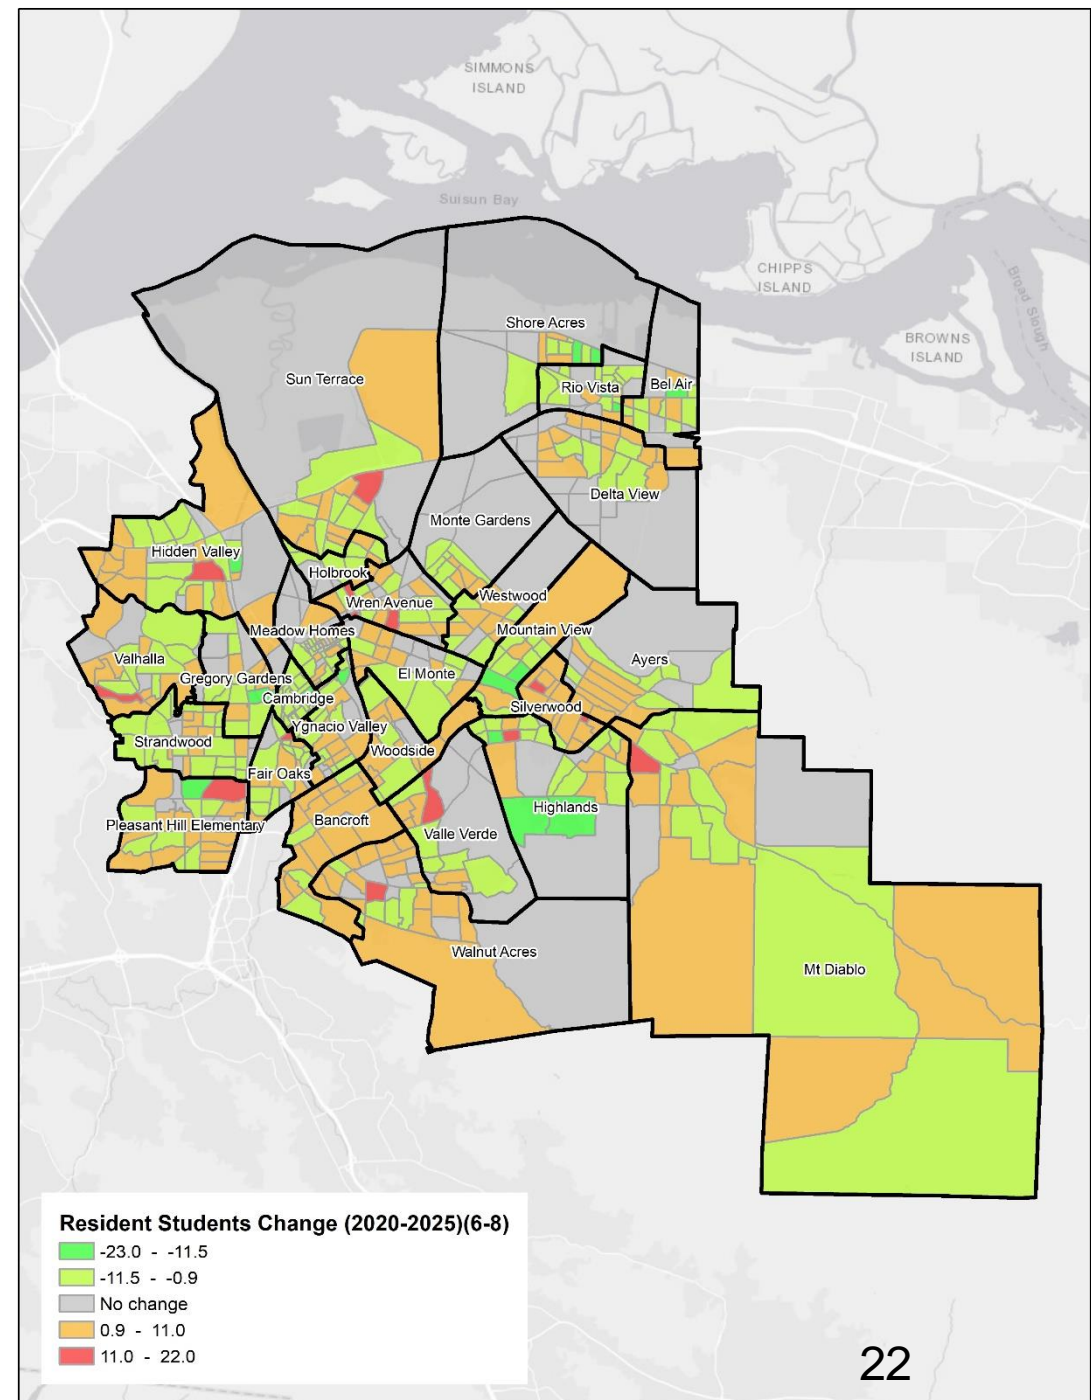 SIMMONS
ISLAND
Suisun Bay
CHIPPS
ISLAND
Broad Slough
BROWNS
ISLAND
Shore Acres
Sun Terrace
Rio Vista
Bel Air
Delta View
Monte Gardens
Hidden Valley
Holbrook
Westwood
Wren Avenue
Meadow Homes
Mountain View
Valhalla
Ayers
El Monte
Gregory Gardens
Cambridge
Silverwood
Ygnacio Valley
Strandwood
Woodside
Fair Oaks
Highlands
Bancroft
Pleasant Hill Elementary
Valle Verde
Walnut Acres
Mt Diablo
Resident Students Change (2020-2025)(6-8)
-23.0 - -11.5
-11.5 - -0.9
No change
0.9 - 11.0
11.0 - 22.0
22